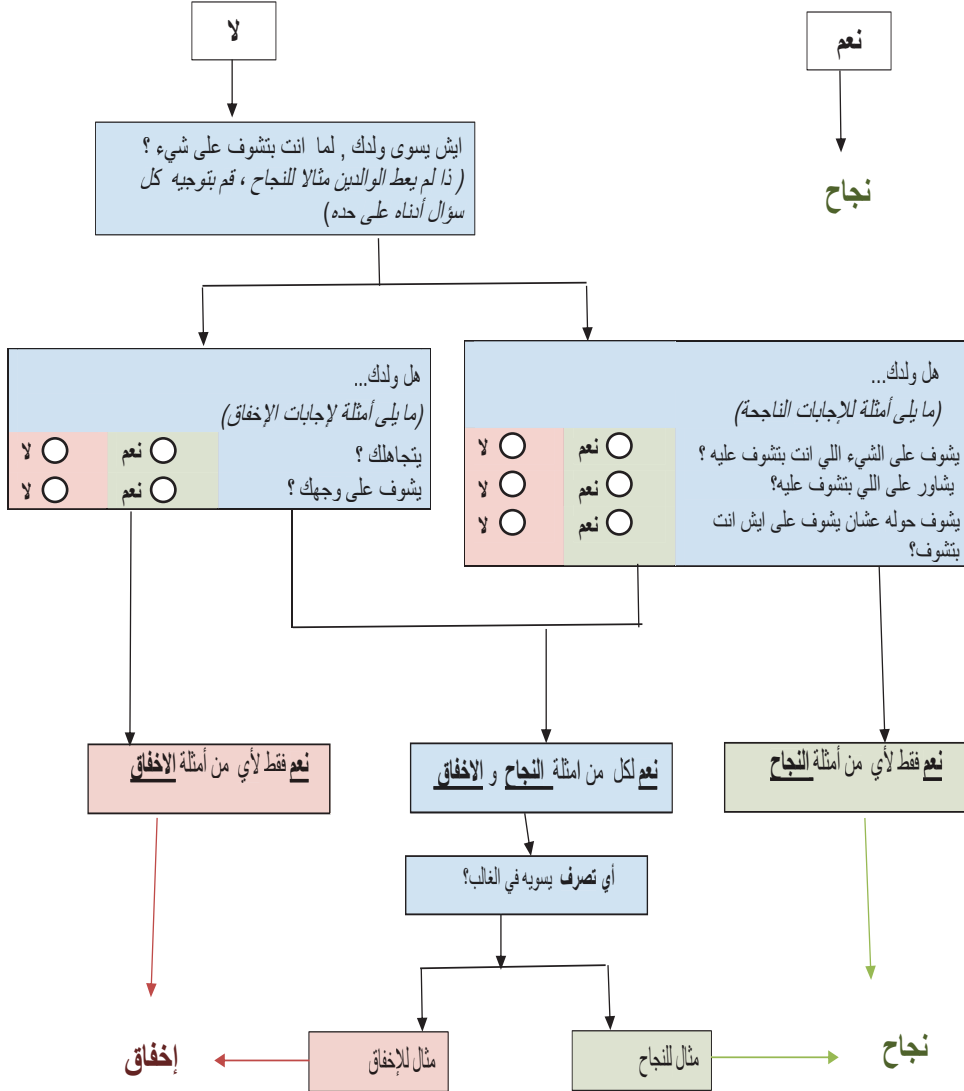 نعم
لا
نجاح
ايش يسوى ولدك , لما انت بتشوف على شيء ؟
( ذا لم يعط الوالدين مثالا للنجاح ، قم بتوجيه كل
سؤال أدناه على حده)
هل ولدك...
(ما يلى أمثلة للإجابات الناجحة)
يشوف على الشيء اللي انت بتشوف عليه ؟ نعم لا
يشاور على اللي بتشوف عليه؟ نعم لا
يشوف حوله عشان يشوف على ايش انت نعم لا
بتشوف؟
هل ولدك...
(ما يلى أمثلة لإجابات الإخفاق)
يتجاهلك ؟ نعم لا
يشوف على وجهك ؟ نعم لا
نعم فقط لأي من أمثلة النجاح
نعم لكل من امثلة النجاح و الاخفاق
نعم فقط لأي من أمثلة الاخفاق
أي تصرف يسويه في الغالب؟
نجاح
مثال للنجاح
مثال للإخفاق
إخفاق